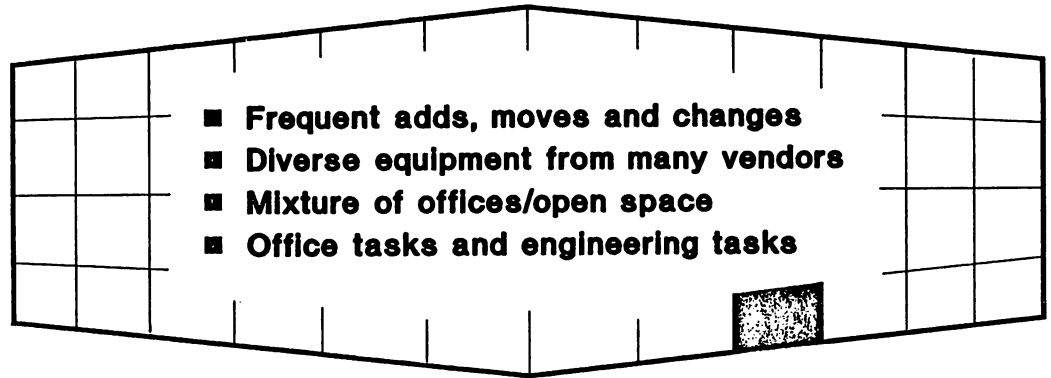 ■ Frequent adds, moves and changes
■ Diverse equipment from many vendors
■ Mixture of offices/open space
■ Office tasks and engineering tasks